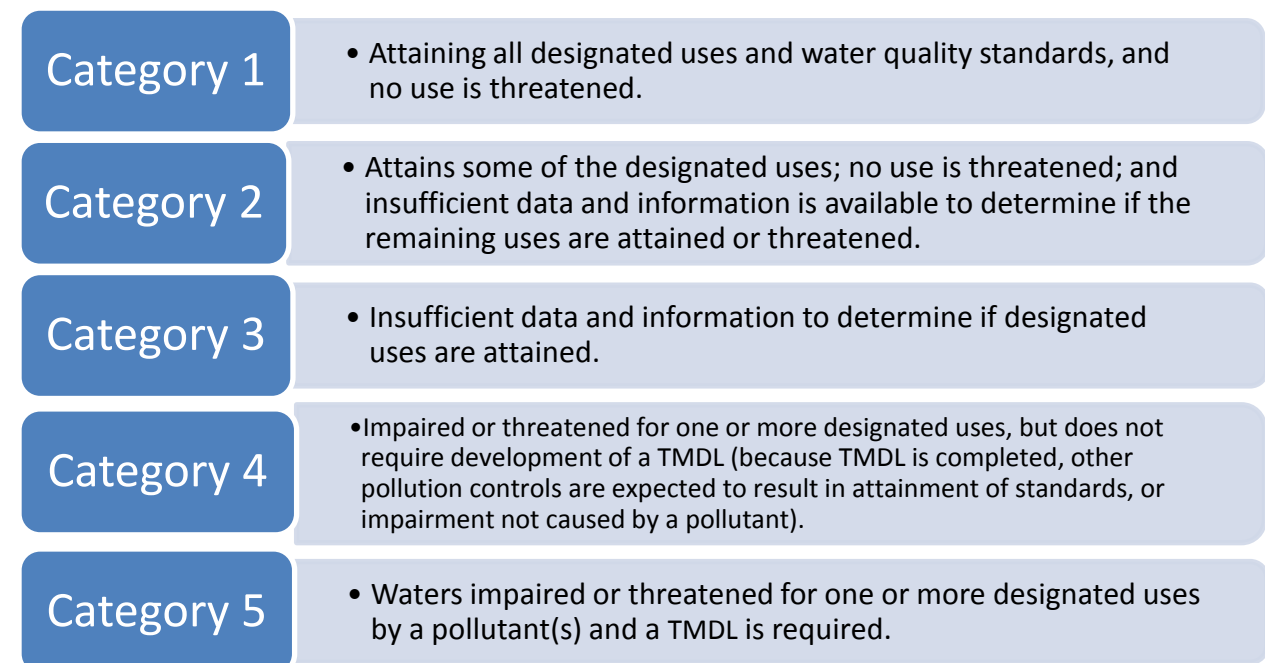 Category 1
• Attaining all designated uses and water quality standards, and
no use is threatened.
Category 2
• Attains some of the designated uses; no use is threatened; and
insufficient data and information is available to determine if the
remaining uses are attained or threatened.
Category 3
• Insufficient data and information to determine if designated
uses are attained.
Category 4
•Impaired or threatened for one or more designated uses, but does not
require development of a TMDL (because TMDL is completed, other
pollution controls are expected to result in attainment of standards, or
impairment not caused by a pollutant).
Category 5
• Waters impaired or threatened for one or more designated uses
by a pollutant(s) and a TMDL is required.